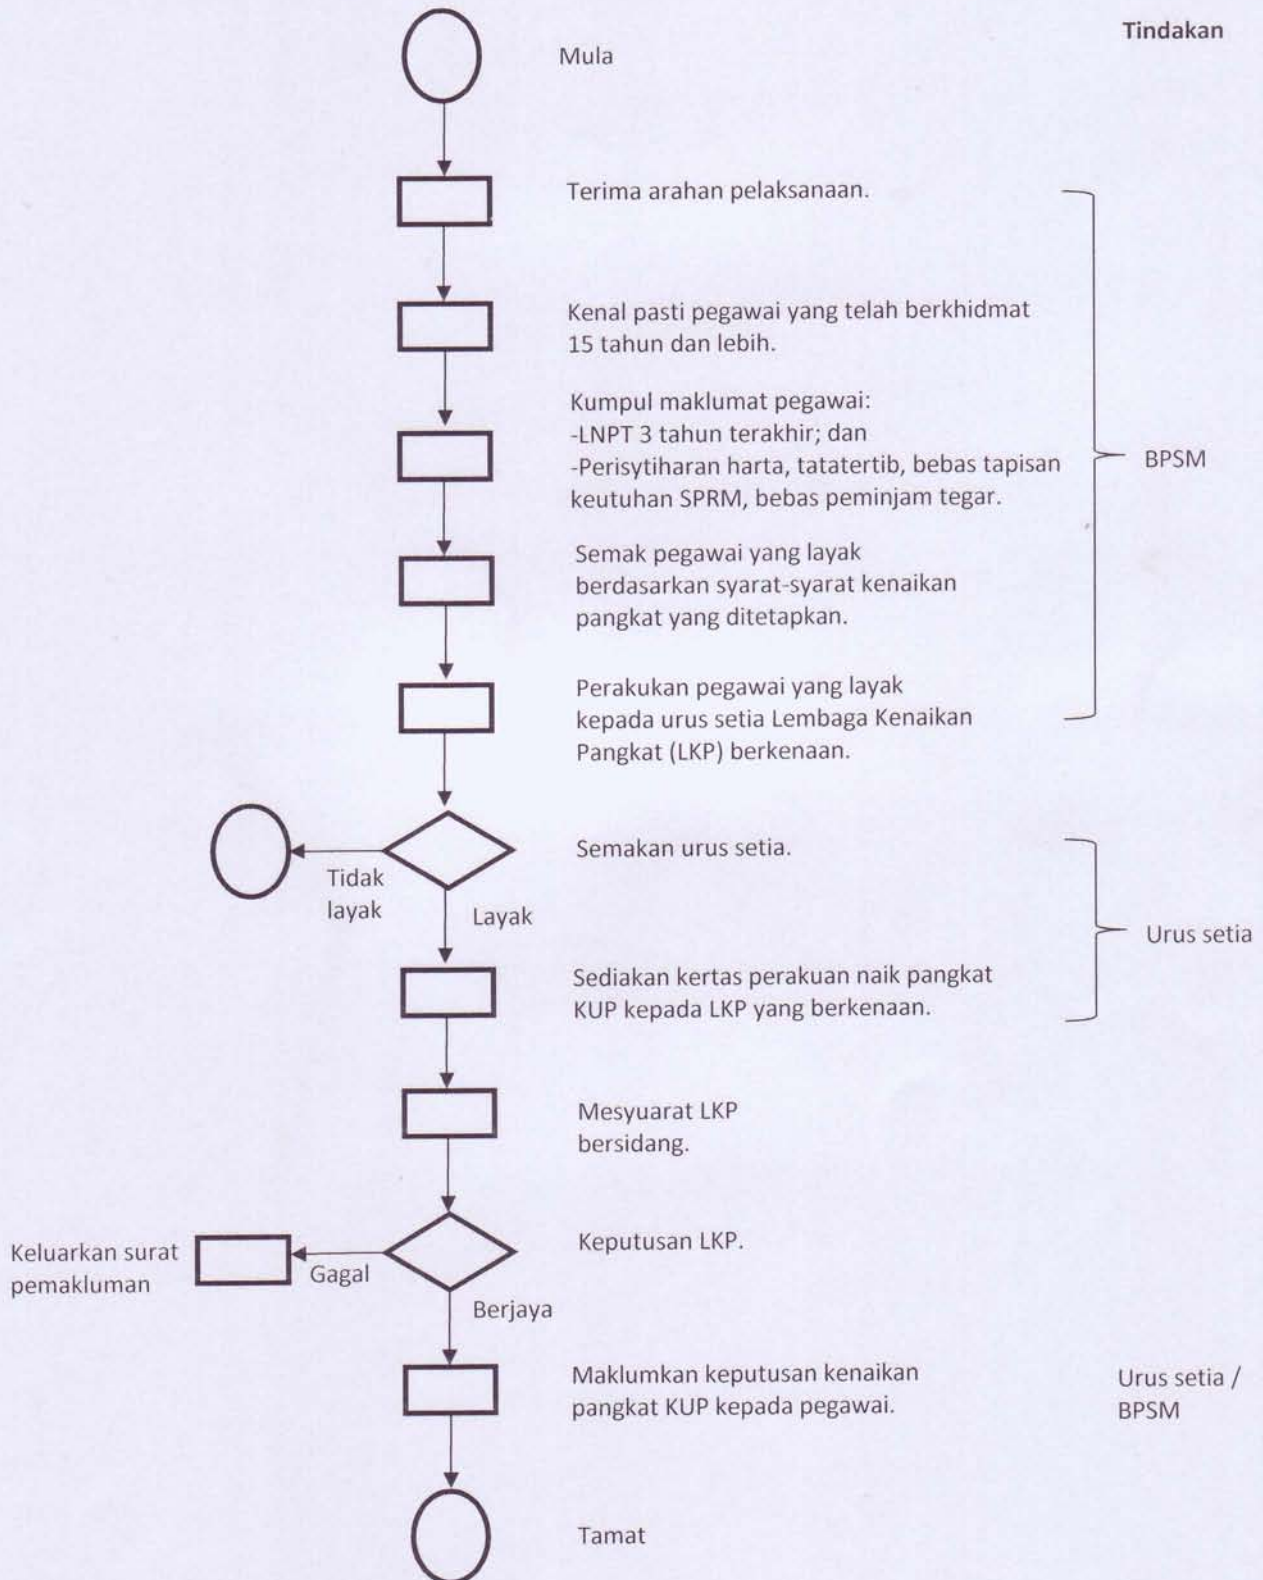 Tindakan
Mula
Terima arahan pelaksanaan.
Kenal pasti pegawai yang telah berkhidmat
15 tahun dan lebih.
Kumpul maklumat pegawai:
-LNPT 3 tahun terakhir; dan
-Perisytiharan harta, tatatertib, bebas tapisan
keutuhan SPRM, bebas peminjam tegar.
BPSM
Semak pegawai yang layak
berdasarkan syarat-syarat kenaikan
pangkat yang ditetapkan.
Perakukan pegawai yang layak
kepada urus setia Lembaga Kenaikan
Pangkat (LKP) berkenaan.
Semakan urus setia.
Tidak
layak
Layak
Urus setia
Sediakan kertas perakuan naik pangkat
KUP kepada LKP yang berkenaan.
Mesyuarat LKP
bersidang.
Keputusan LKP.
Keluarkan surat
pemakluman
Gagal
Berjaya
Maklumkan keputusan kenaikan
pangkat KUP kepada pegawai.
Urus setia /
BPSM
Tamat